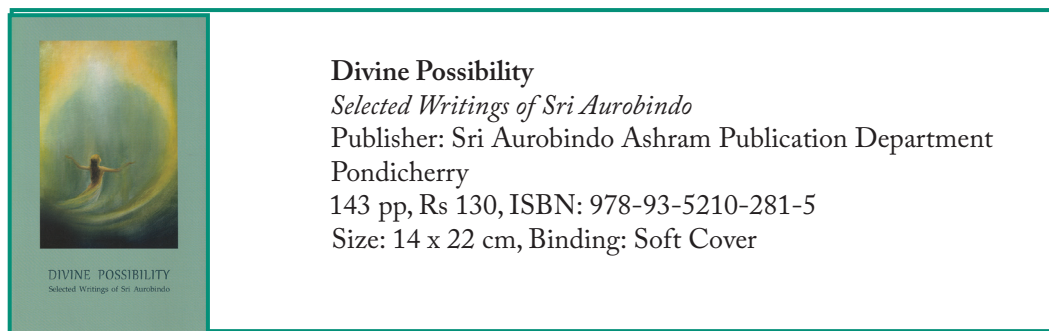 DIVINE POSSIBILITY
Selected Writings of Sri Aurobindo
Divine Possibility
Selected Writings of Sri Aurobindo
Publisher: Sri Aurobindo Ashram Publication Department
Pondicherry
143 pp, Rs 130, ISBN: 978-93-5210-281-5
Size: 14 x 22 cm, Binding: Soft Cover